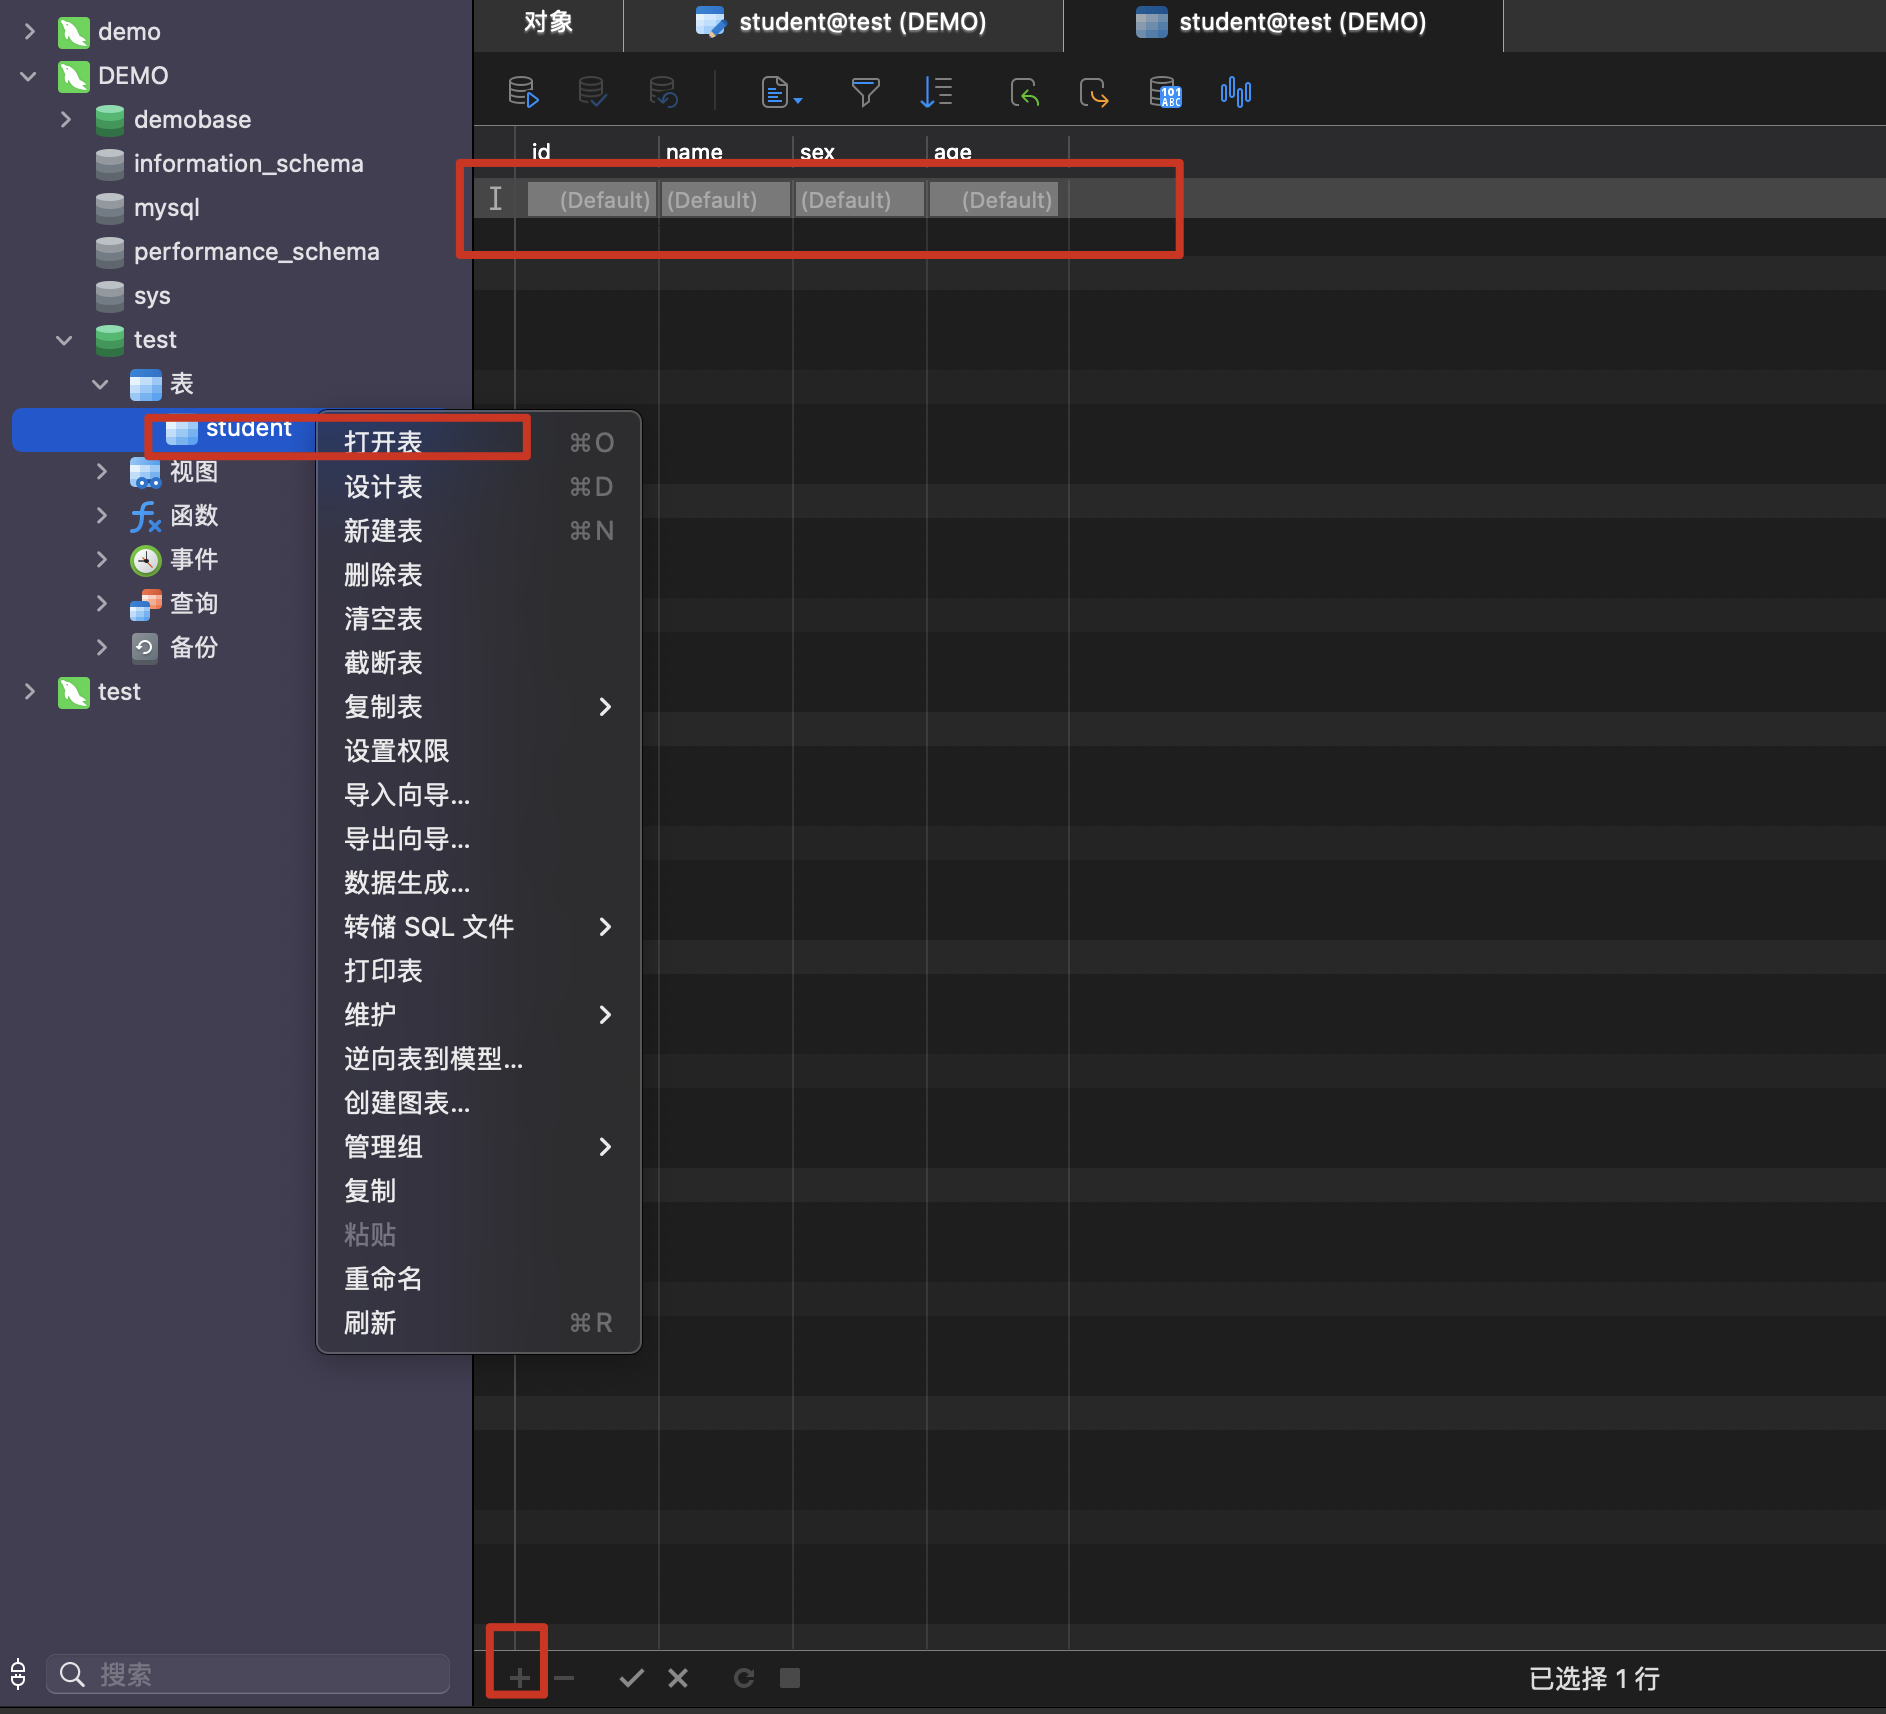 demo
DEMO
demobase
information_schema
mysql
performance_schema
sys
test
表
student
视图
函数
事件
查询
备份
test
搜索
对象
student@test (DEMO)
student@test (DEMO)
101
ABC
id name sex age
(Default) (Default) (Default) (Default)
打开表 ⌘O
设计表 ⌘D
新建表 ⌘N
删除表
清空表
截断表
复制表
设置权限
导入向导...
导出向导...
数据生成...
转储 SQL 文件
打印表
维护
逆向表到模型...
创建图表...
管理组
复制
粘贴
重命名
刷新 ⌘R
已选择 1 行